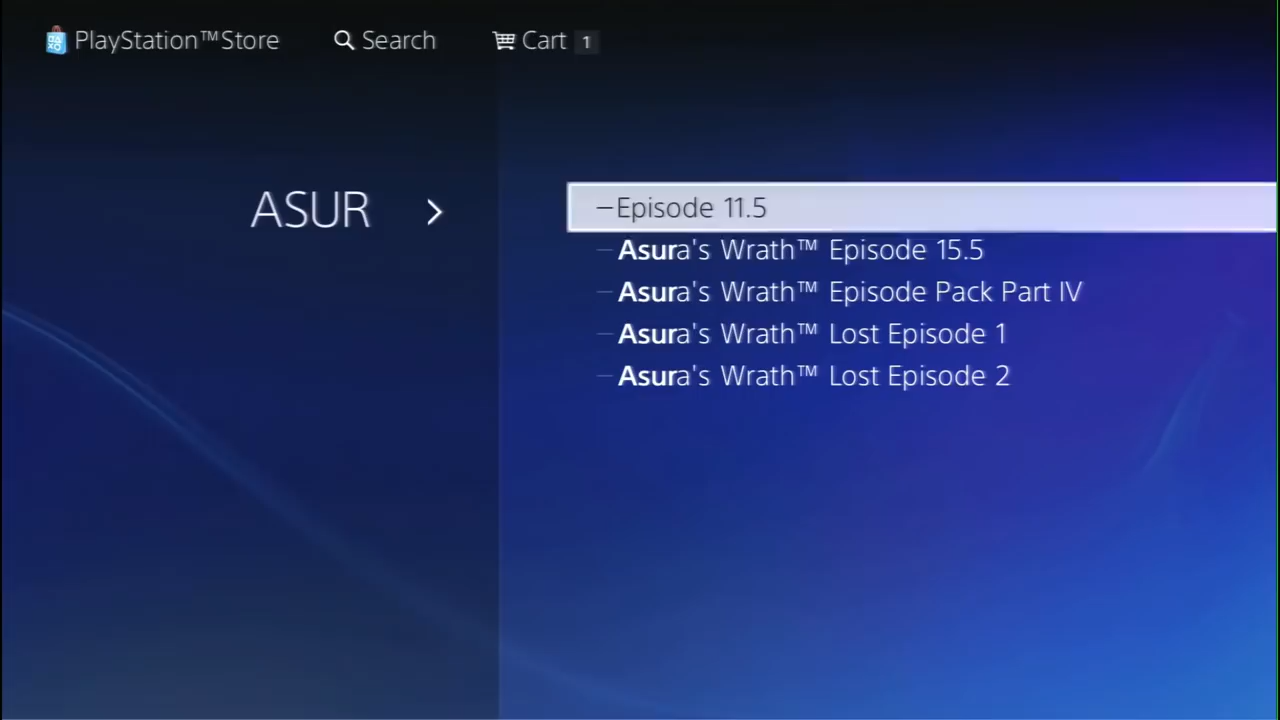 PlayStation™Store
Search
Cart 1
ASUR >
–Episode 11.5
– Asura's Wrath™ Episode 15.5
– Asura's Wrath™ Episode Pack Part IV
– Asura's Wrath™ Lost Episode 1
– Asura's Wrath™ Lost Episode 2